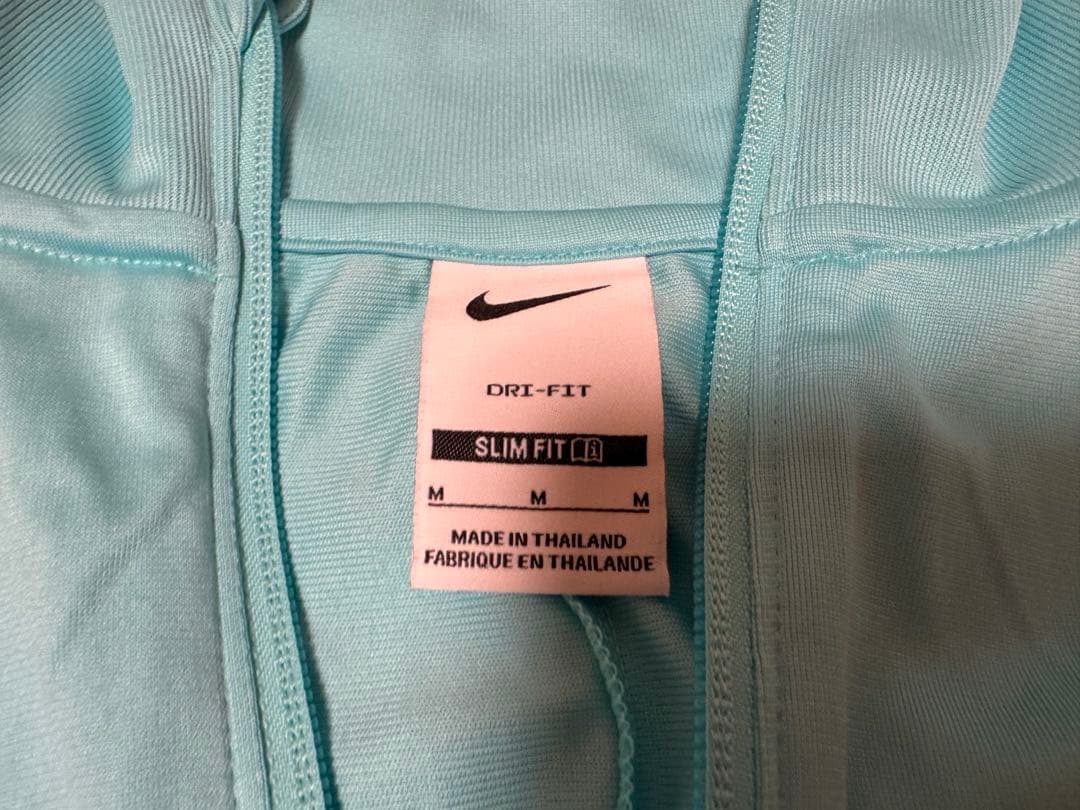 DRI-FIT
SLIM FIT
M M M
MADE IN THAILAND
FABRIQUE EN THAILANDE